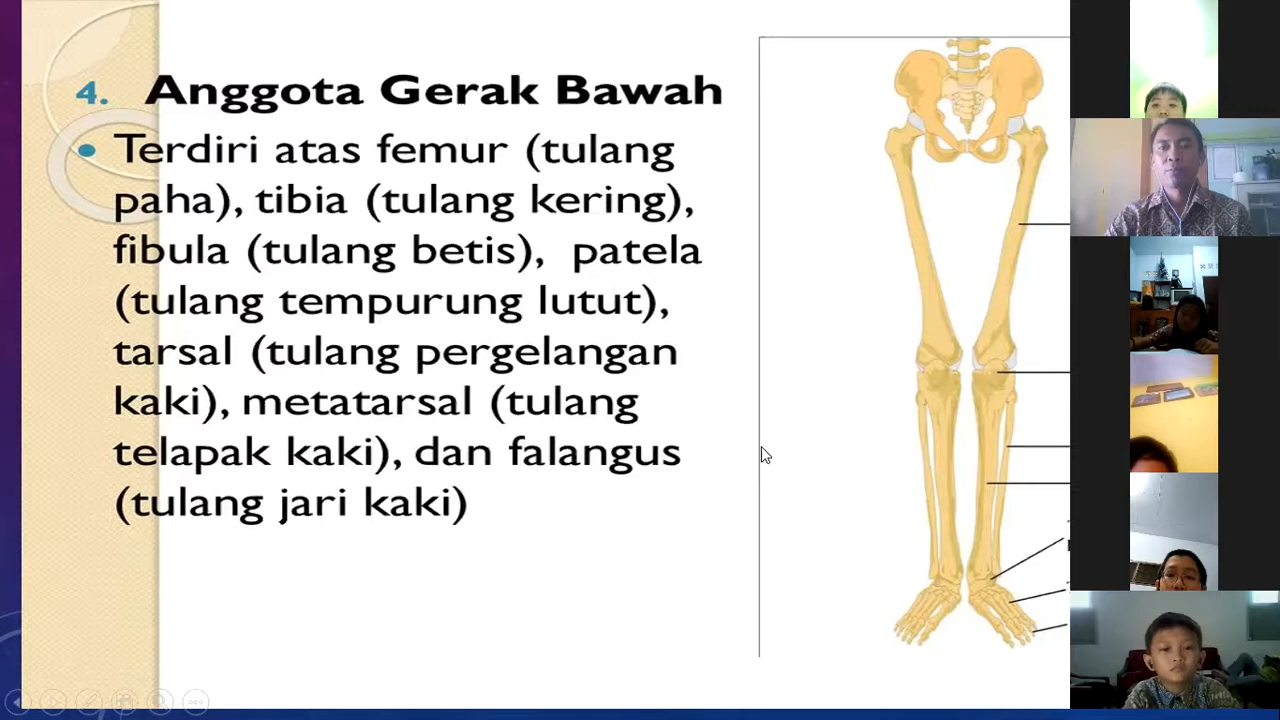 4. Anggota Gerak Bawah
• Terdiri atas femur (tulang
paha), tibia (tulang kering),
fibula (tulang betis), patela
(tulang tempurung lutut),
tarsal (tulang pergelangan
kaki), metatarsal (tulang
telapak kaki), dan falangus
(tulang jari kaki)